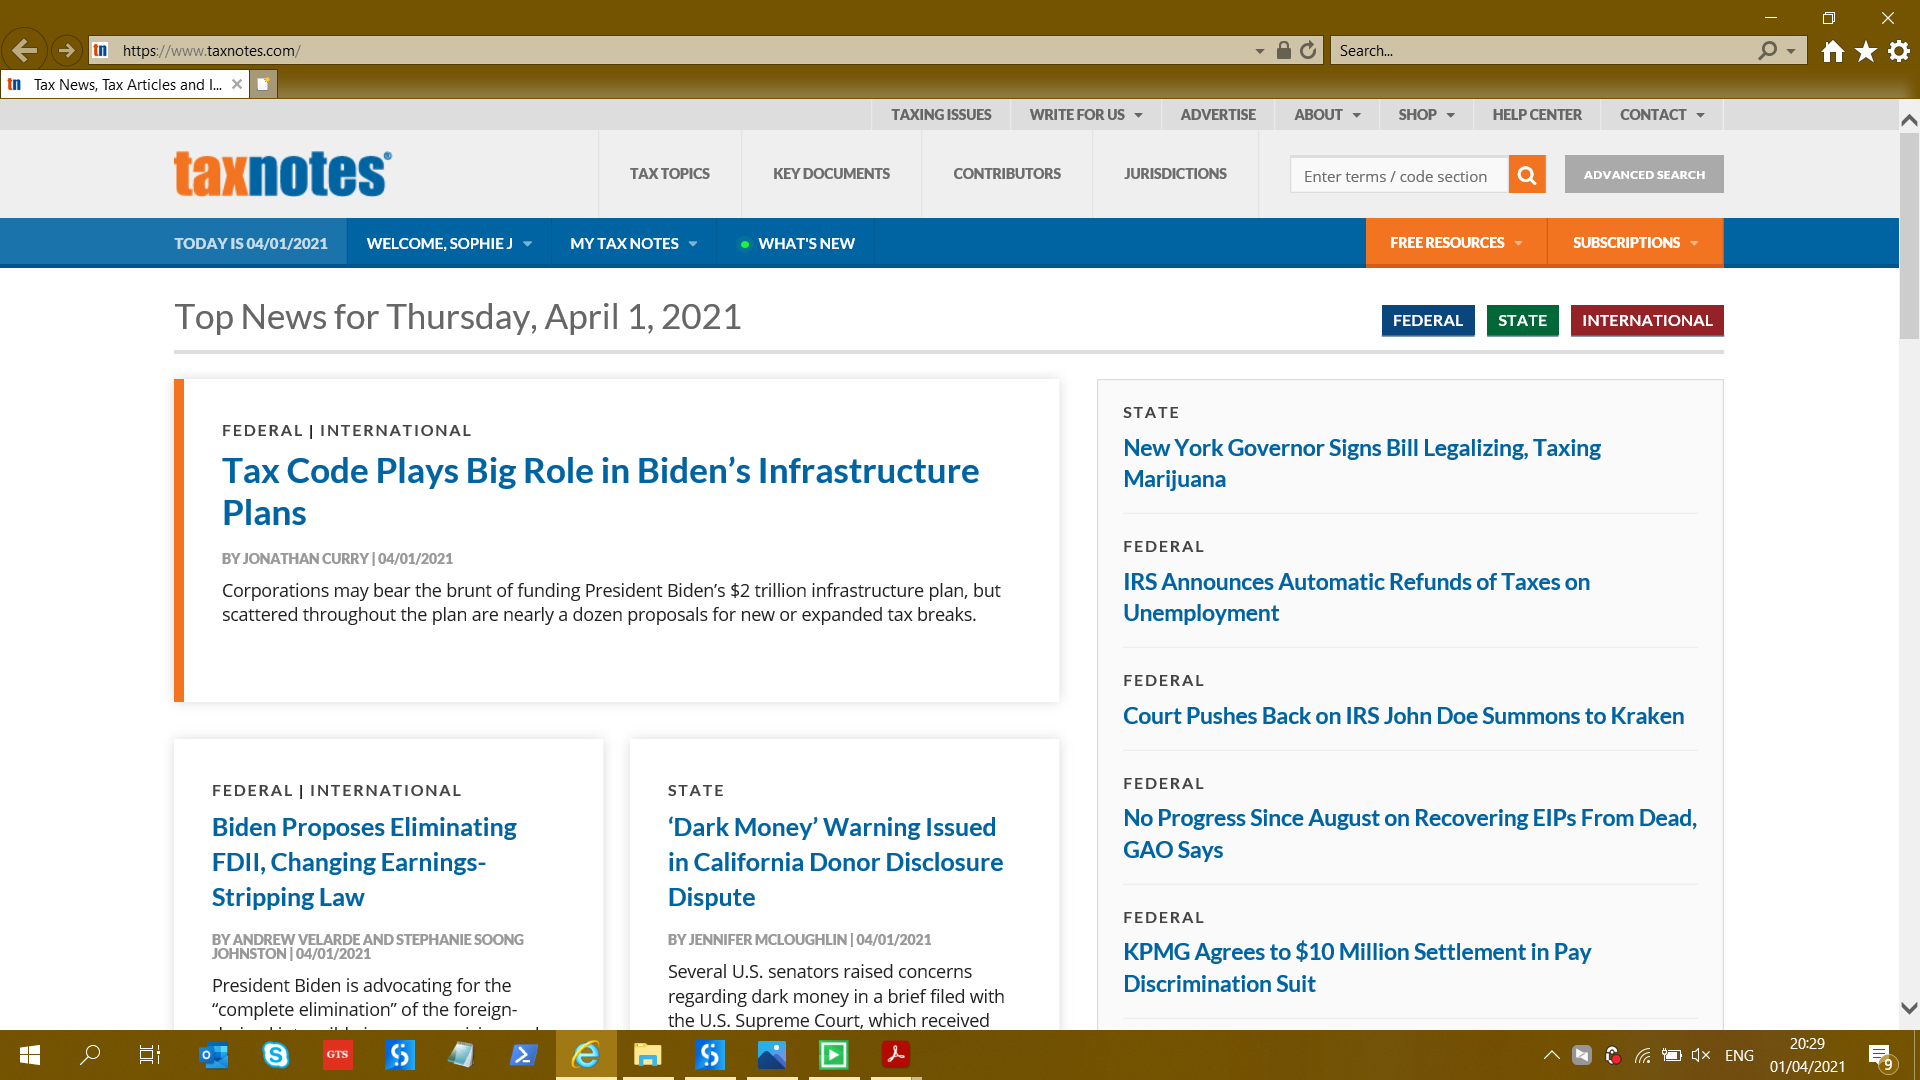 https://www.taxnotes.com/
Search...
Tax News, Tax Articles and I...
TAXING ISSUES
WRITE FOR US
ADVERTISE
ABOUT
SHOP
HELP CENTER
CONTACT
taxnotes®
TAX TOPICS
KEY DOCUMENTS
CONTRIBUTORS
JURISDICTIONS
Enter terms / code section
ADVANCED SEARCH
TODAY IS 04/01/2021
WELCOME, SOPHIE J
MY TAX NOTES
WHAT'S NEW
FREE RESOURCES
SUBSCRIPTIONS
Top News for Thursday, April 1, 2021
FEDERAL
STATE
INTERNATIONAL
FEDERAL | INTERNATIONAL
Tax Code Plays Big Role in Biden’s Infrastructure
Plans
BY JONATHAN CURRY | 04/01/2021
Corporations may bear the brunt of funding President Biden’s $2 trillion infrastructure plan, but
scattered throughout the plan are nearly a dozen proposals for new or expanded tax breaks.
FEDERAL | INTERNATIONAL
Biden Proposes Eliminating
FDII, Changing Earnings-
Stripping Law
BY ANDREW VELARDE AND STEPHANIE SOONG
JOHNSTON | 04/01/2021
President Biden is advocating for the
“complete elimination” of the foreign-
STATE
‘Dark Money’ Warning Issued
in California Donor Disclosure
Dispute
BY JENNIFER MCLOUGHLIN | 04/01/2021
Several U.S. senators raised concerns
regarding dark money in a brief filed with
the U.S. Supreme Court, which received
STATE
New York Governor Signs Bill Legalizing, Taxing
Marijuana
FEDERAL
IRS Announces Automatic Refunds of Taxes on
Unemployment
FEDERAL
Court Pushes Back on IRS John Doe Summons to Kraken
FEDERAL
No Progress Since August on Recovering EIPs From Dead,
GAO Says
FEDERAL
KPMG Agrees to $10 Million Settlement in Pay
Discrimination Suit
GTS
ENG
20:29
01/04/2021
9